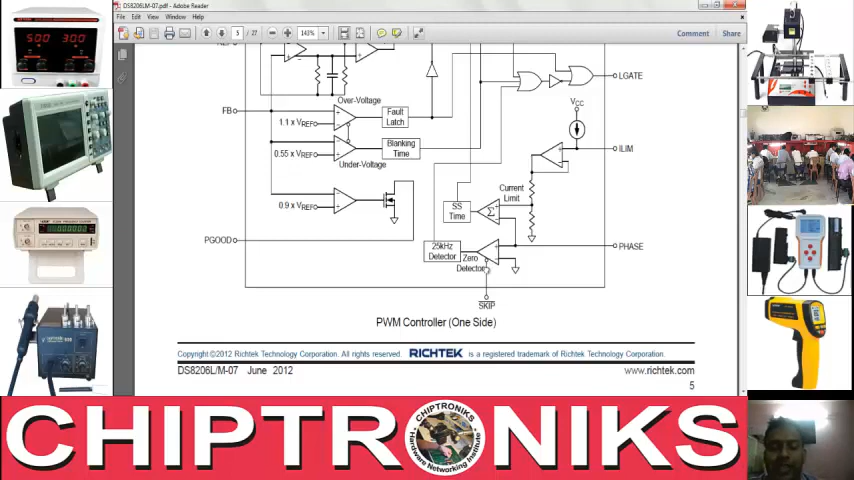 DS8206LM-07.pdf - Adobe Reader
File Edit View Window Help
5 / 27 143%
Comment Share
LGATE
FB
Over-Voltage
1.1 x VREF
Fault Latch
VCC
0.55 x VREF
Blanking Time
Under-Voltage
ILIM
Current Limit
0.9 x VREF
SS Time
Σ
PGOOD
25kHz Detector
Zero Detector
PHASE
SKIP
PWM Controller (One Side)
Copyright ©2012 Richtek Technology Corporation. All rights reserved. RICHTEK is a registered trademark of Richtek Technology Corporation.
DS8206L/M-07 June 2012 www.richtek.com
5
CHIPTRONIKS
CHIPTRONIKS
Hardware Networking Institute
500 300